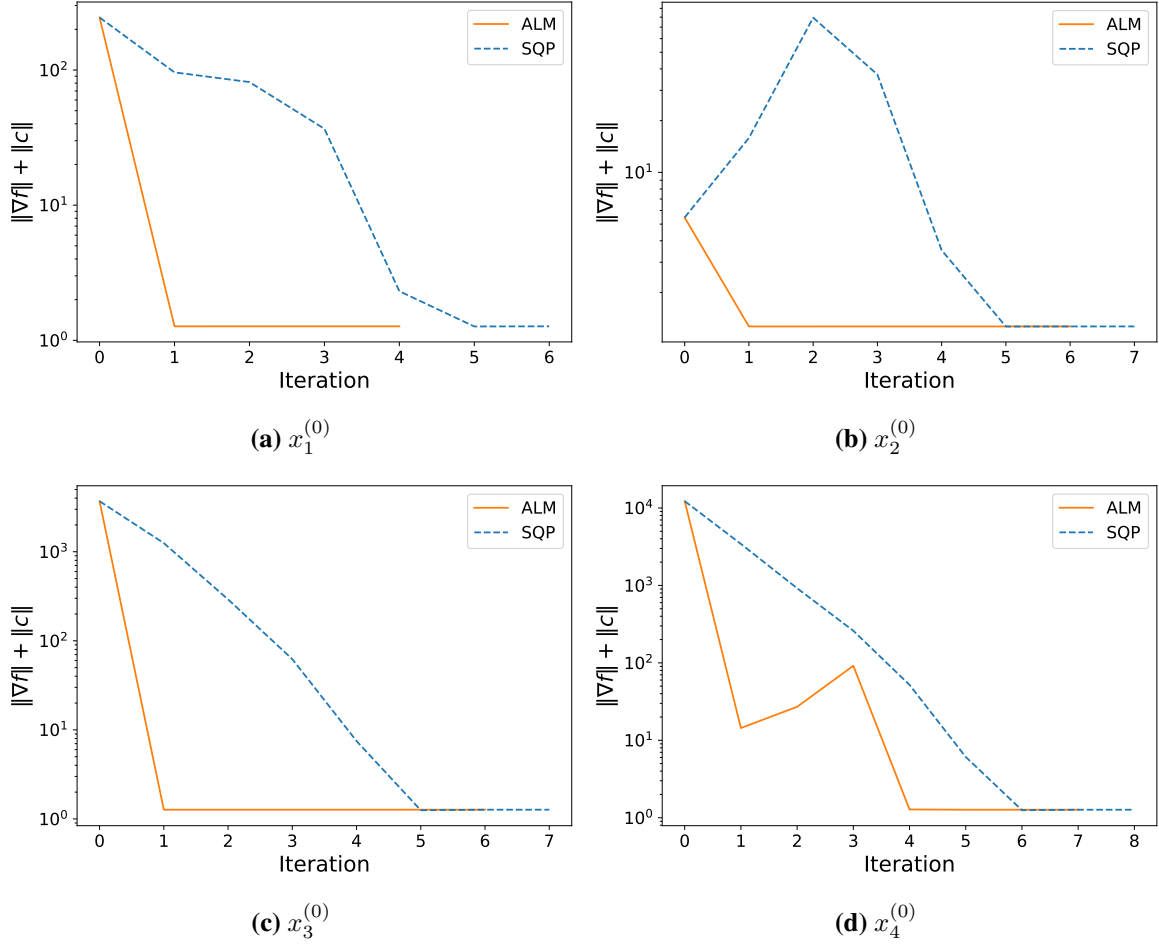 ALM
SQP
10^2
10^1
10^0
‖∇f‖ + ‖c‖
0 1 2 3 4 5 6
Iteration
(a) x_1^{(0)}
ALM
SQP
10^1
‖∇f‖ + ‖c‖
0 1 2 3 4 5 6 7
Iteration
(b) x_2^{(0)}
ALM
SQP
10^3
10^2
10^1
10^0
‖∇f‖ + ‖c‖
0 1 2 3 4 5 6 7
Iteration
(c) x_3^{(0)}
ALM
SQP
10^4
10^3
10^2
10^1
10^0
‖∇f‖ + ‖c‖
0 1 2 3 4 5 6 7 8
Iteration
(d) x_4^{(0)}